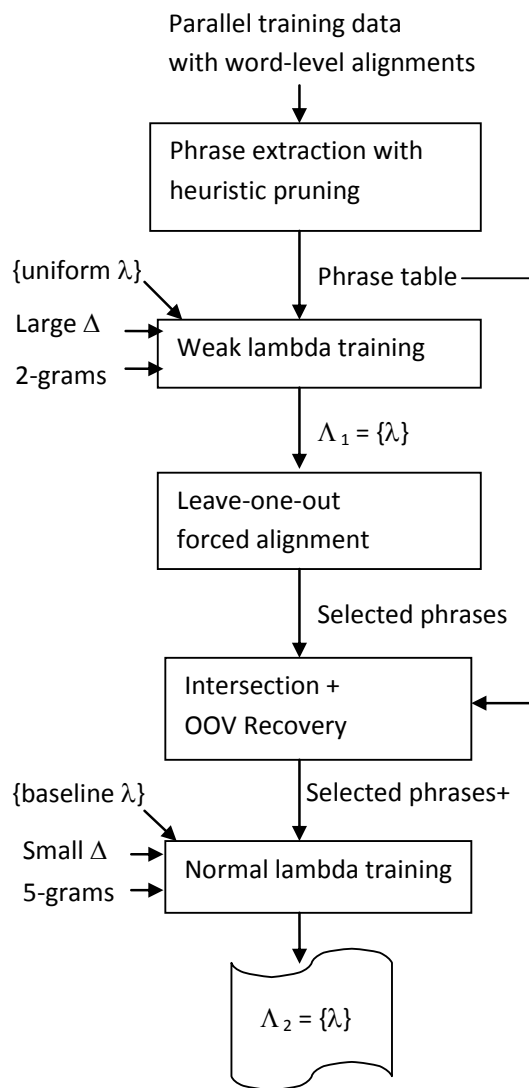 Parallel training data
with word-level alignments
Phrase extraction with
heuristic pruning
{uniform λ}
Phrase table
Large Δ
Weak lambda training
2-grams
Λ 1 = {λ}
Leave-one-out
forced alignment
Selected phrases
Intersection +
OOV Recovery
{baseline λ}
Selected phrases+
Small Δ
Normal lambda training
5-grams
Λ 2 = {λ}